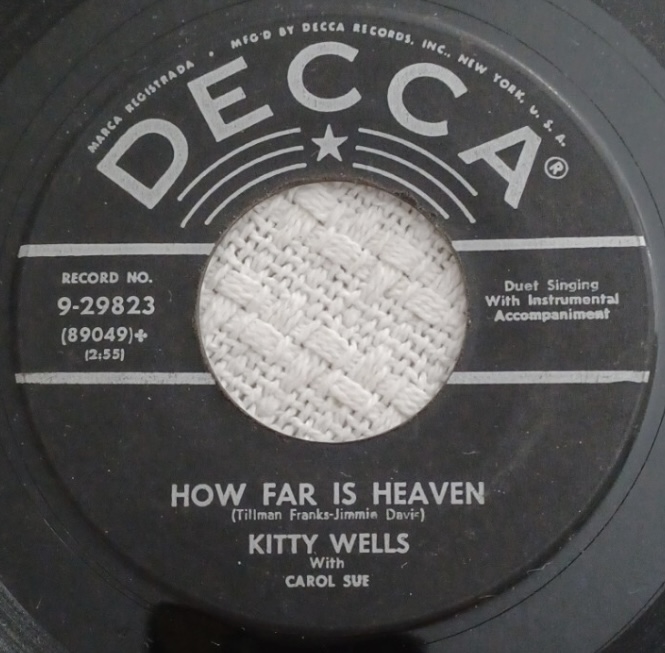 MARCA REGISTRADA • MFG'D BY DECCA RECORDS, INC., NEW YORK, U. S. A.
DECCA®
RECORD NO.
9-29823
(89049)+
(2:55)
Duet Singing
With Instrumental
Accompaniment
HOW FAR IS HEAVEN
(Tillman Franks-Jimmie Davis)
KITTY WELLS
With
CAROL SUE